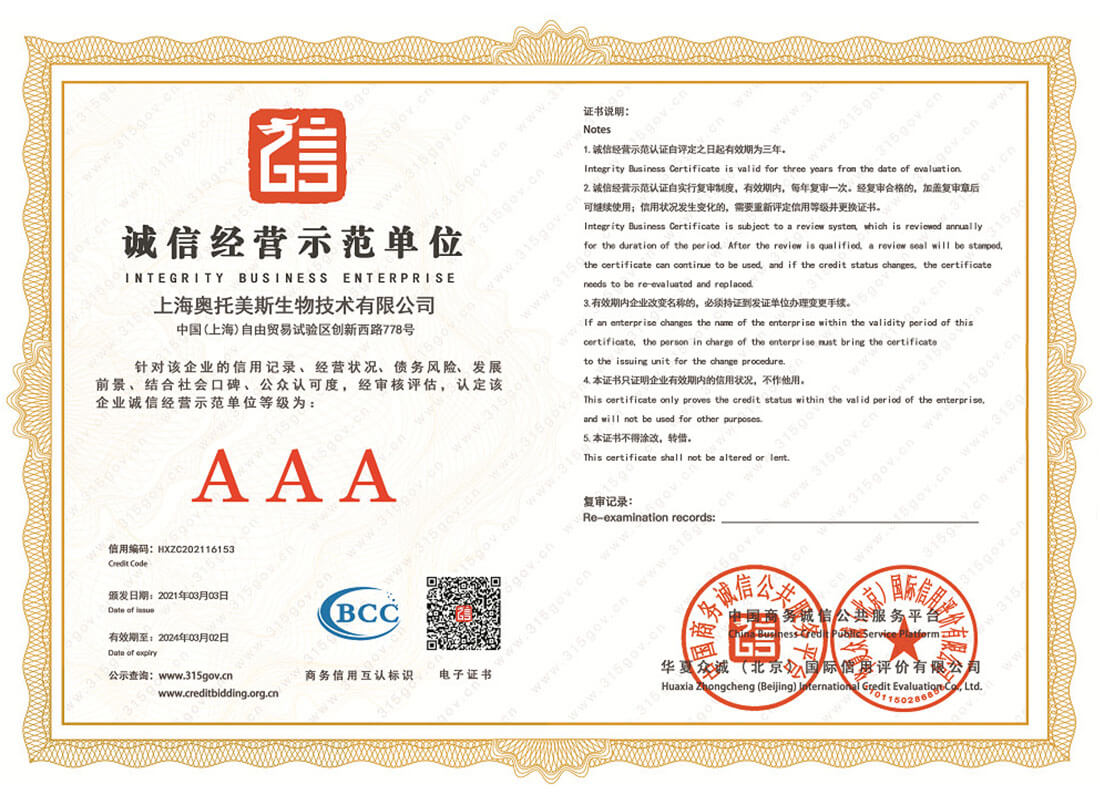 诚信经营示范单位
INTEGRITY BUSINESS ENTERPRISE
上海奥托美斯生物技术有限公司
中国(上海)自由贸易试验区创新西路778号
针对该企业的信用记录、经营状况、债务风险、发展
前景、结合社会口碑、公众认可度，经审核评估，认定该
企业诚信经营示范单位等级为：
AAA
信用编码：HXZC202116153
Credit Code
颁发日期：2021年03月03日
Date of issue
有效期至：2024年03月02日
Date of expiry
公示查询：www.315gov.cn
www.creditbidding.org.cn
BCC
商务信用互认标识
电子证书
证书说明：
Notes
1. 诚信经营示范认证自评定之日起有效期为三年。
Integrity Business Certificate is valid for three years from the date of evaluation.
2. 诚信经营示范认证自实行复审制度，有效期内，每年复审一次。经复审合格的，加盖复审章后
可继续使用；信用状况发生变化的，需要重新评定信用等级并更换证书。
Integrity Business Certificate is subject to a review system, which is reviewed annually
for the duration of the period. After the review is qualified, a review seal will be stamped,
the certificate can continue to be used, and if the credit status changes, the certificate
needs to be re-evaluated and replaced.
3. 有效期内企业改变名称的，必须持证到发证单位办理变更手续。
If an enterprise changes the name of the enterprise within the validity period of this
certificate, the person in charge of the enterprise must bring the certificate
to the issuing unit for the change procedure.
4. 本证书只证明企业有效期内的信用状况，不作他用。
This certificate only proves the credit status within the valid period of the enterprise,
and will not be used for other purposes.
5. 本证书不得涂改，转借。
This certificate shall not be altered or lent.
复审记录：
Re-examination records:
中国商务诚信公共服务平台
China Business Credit Public Service Platform
华夏众诚（北京）国际信用评价有限公司
Huaxia Zhongcheng (Beijing) International Credit Evaluation Co., Ltd.
中国商务诚信公共服务平台
华夏众诚（北京）国际信用评价有限公司
www.315gov.cn